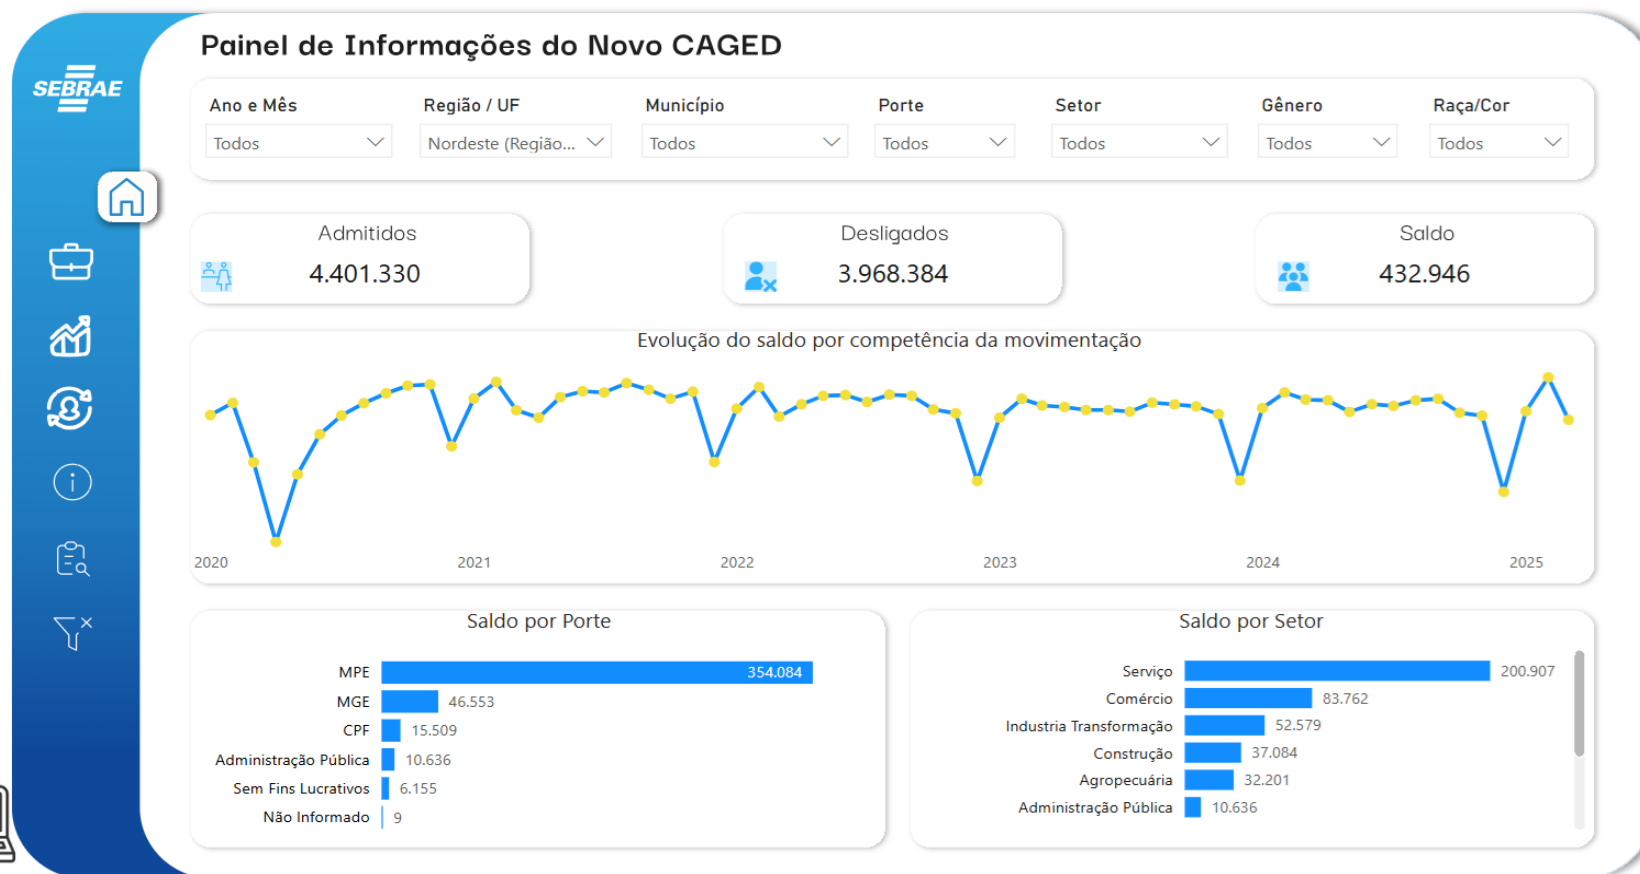 Painel de Informações do Novo CAGED
SEBRAE
Ano e Mês
Região / UF
Município
Porte
Setor
Gênero
Raça/Cor
Todos
Nordeste (Região...
Todos
Todos
Todos
Todos
Todos
Admitidos
4.401.330
Desligados
3.968.384
Saldo
432.946
Evolução do saldo por competência da movimentação
2020
2021
2022
2023
2024
2025
Saldo por Porte
MPE 354.084
MGE 46.553
CPF 15.509
Administração Pública 10.636
Sem Fins Lucrativos 6.155
Não Informado 9
Saldo por Setor
Serviço 200.907
Comércio 83.762
Industria Transformação 52.579
Construção 37.084
Agropecuária 32.201
Administração Pública 10.636